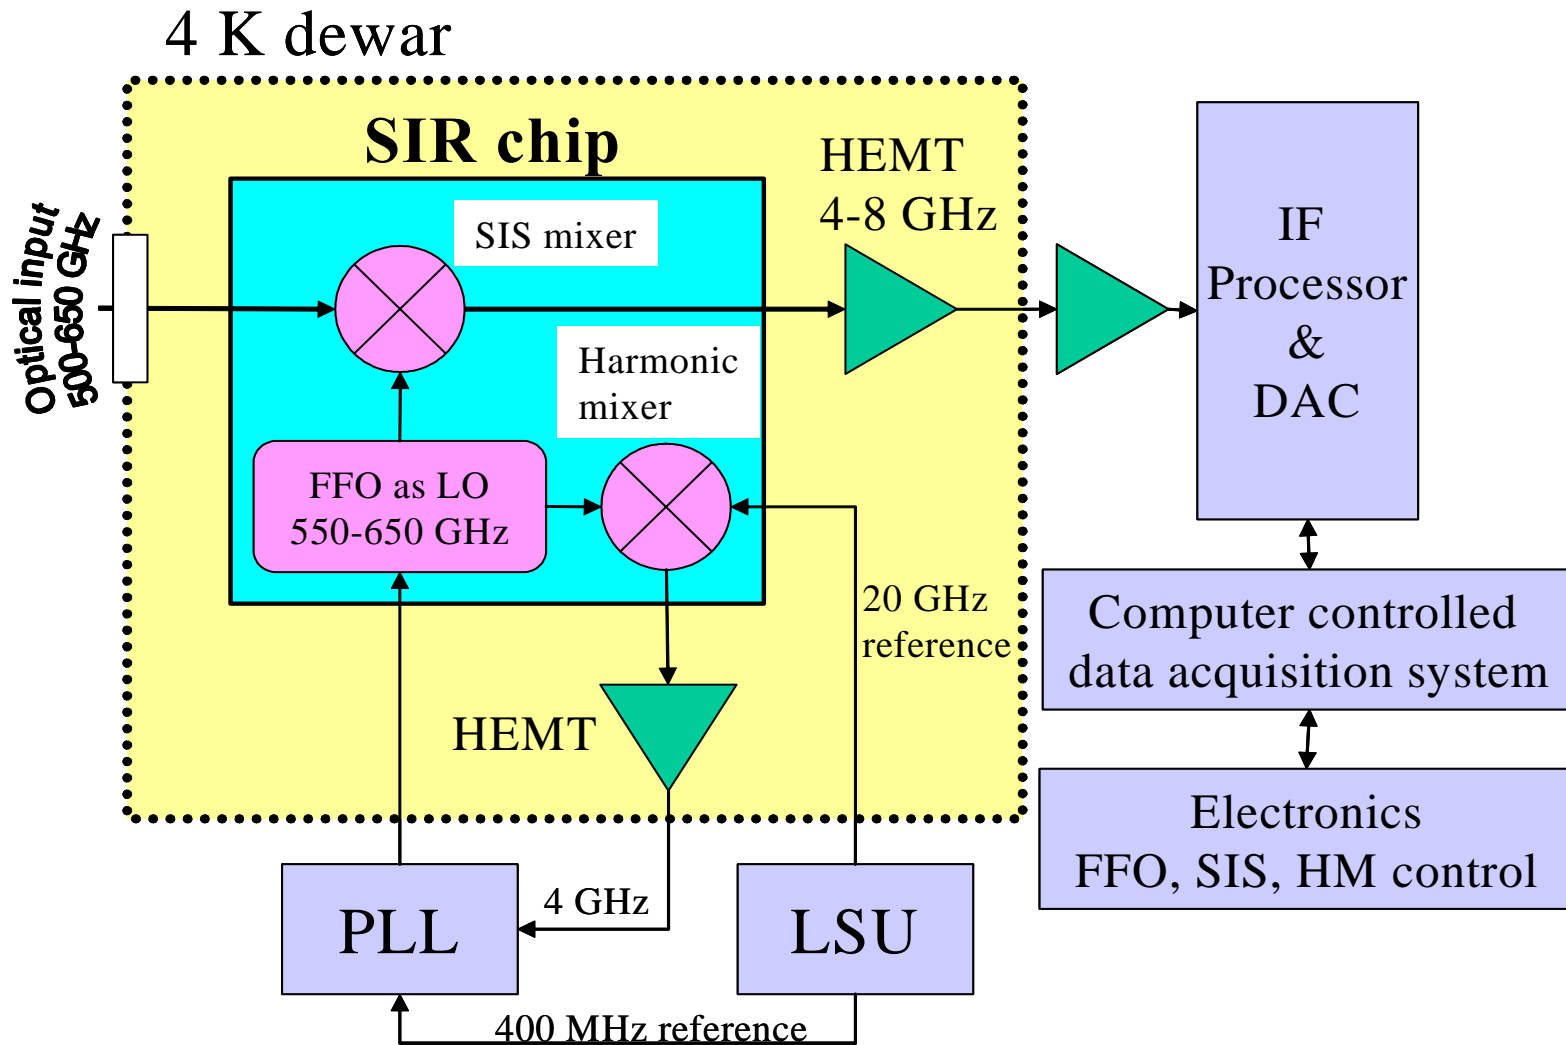 4 K dewar
SIR chip
HEMT
4-8 GHz
SIS mixer
Optical input
500-650 GHz
Harmonic
mixer
FFO as LO
550-650 GHz
IF
Processor
&
DAC
20 GHz
reference
HEMT
Computer controlled
data acquisition system
Electronics
FFO, SIS, HM control
PLL
4 GHz
LSU
400 MHz reference